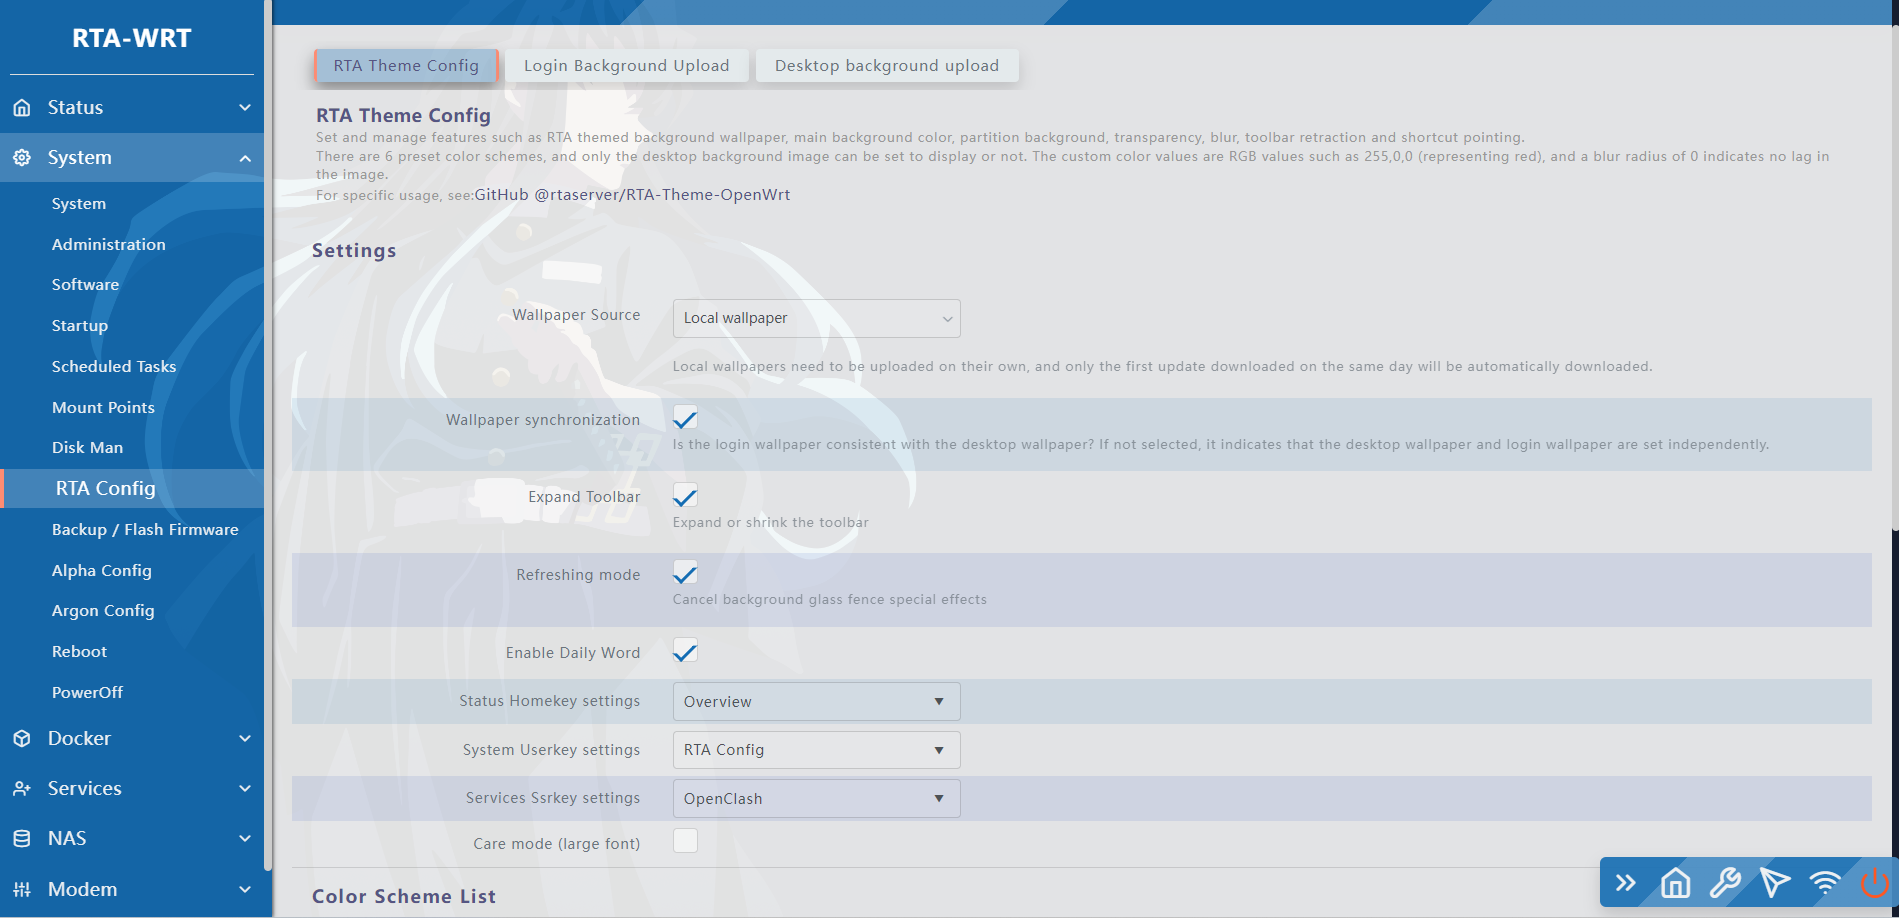 RTA-WRT
Status
System
System
Administration
Software
Startup
Scheduled Tasks
Mount Points
Disk Man
RTA Config
Backup / Flash Firmware
Alpha Config
Argon Config
Reboot
PowerOff
Docker
Services
NAS
Modem
RTA Theme Config
Login Background Upload
Desktop background upload
RTA Theme Config
Set and manage features such as RTA themed background wallpaper, main background color, partition background, transparency, blur, toolbar retraction and shortcut pointing.
There are 6 preset color schemes, and only the desktop background image can be set to display or not. The custom color values are RGB values such as 255,0,0 (representing red), and a blur radius of 0 indicates no lag in
the image.
For specific usage, see:GitHub @rtaserver/RTA-Theme-OpenWrt
Settings
Wallpaper Source
Local wallpaper
Local wallpapers need to be uploaded on their own, and only the first update downloaded on the same day will be automatically downloaded.
Wallpaper synchronization
Is the login wallpaper consistent with the desktop wallpaper? If not selected, it indicates that the desktop wallpaper and login wallpaper are set independently.
Expand Toolbar
Expand or shrink the toolbar
Refreshing mode
Cancel background glass fence special effects
Enable Daily Word
Status Homekey settings
Overview
System Userkey settings
RTA Config
Services Ssrkey settings
OpenClash
Care mode (large font)
Color Scheme List